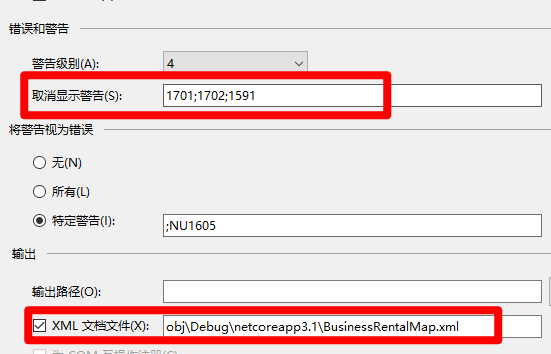 错误和警告
警告级别(A): 4
取消显示警告(S): 1701;1702;1591
将警告视为错误
无(N)
所有(L)
特定警告(I): ;NU1605
输出
输出路径(O):
XML 文档文件(X): obj\Debug\netcoreapp3.1\BusinessRentalMap.xml